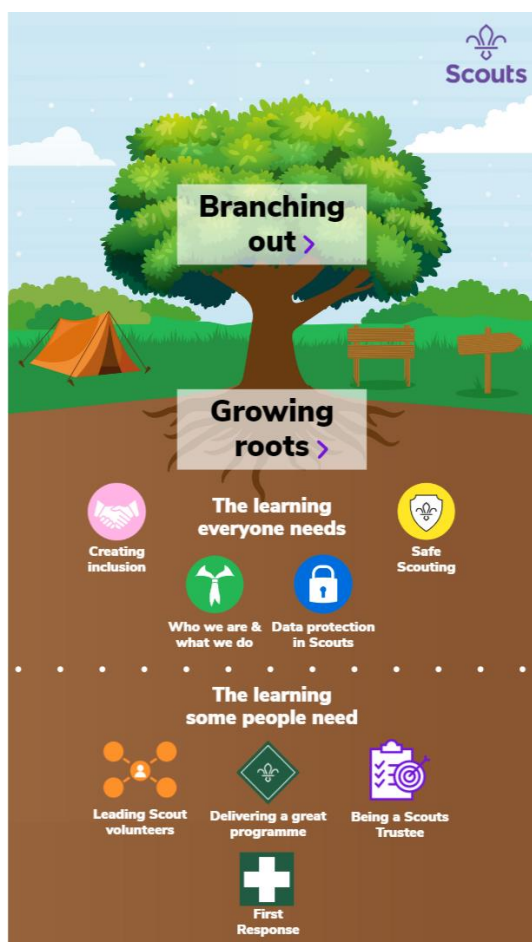 Scouts
Branching
out >
Growing
roots >
The learning
everyone needs
Creating
inclusion
Safe
Scouting
Who we are &
what we do
Data protection
in Scouts
The learning
some people need
Leading Scout
volunteers
Delivering a great
programme
Being a Scouts
Trustee
First
Response